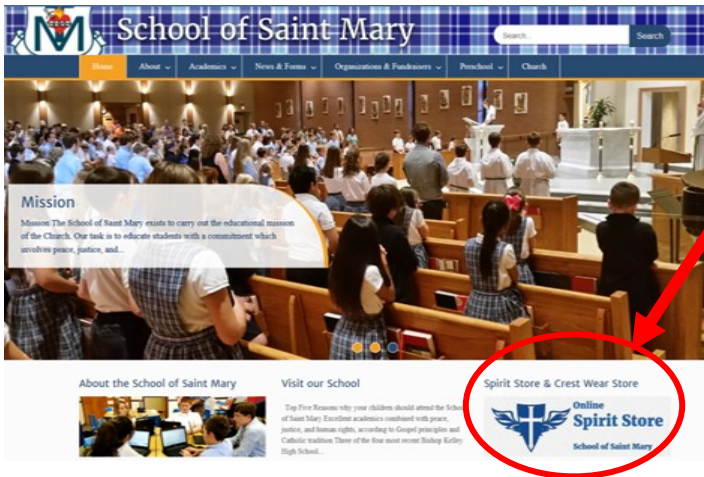 School of Saint Mary
Search...
Search
Home
About
Academics
News & Forms
Organizations & Fundraisers
Preschool
Church
Mission
Mission The School of Saint Mary exists to carry out the educational mission
of the Church. Our task is to educate students with a commitment which
involves peace, justice, and...
About the School of Saint Mary
Visit our School
Top Five Reasons why your children should attend the School
of Saint Mary Excellent academics combined with peace,
justice, and human rights, according to Gospel principles and
Catholic tradition Three of the four most recent Bishop Kelley
High School...
Spirit Store & Crest Wear Store
Online
Spirit Store
School of Saint Mary